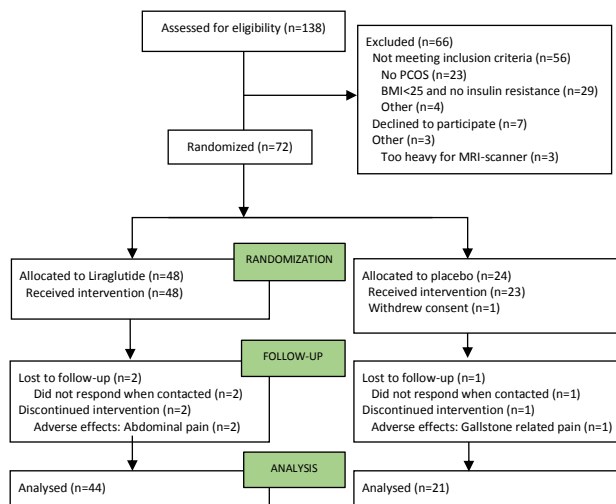 Assessed for eligibility (n=138)
Excluded (n=66)
Not meeting inclusion criteria (n=56)
No PCOS (n=23)
BMI<25 and no insulin resistance (n=29)
Other (n=4)
Declined to participate (n=7)
Other (n=3)
Too heavy for MRI-scanner (n=3)
Randomized (n=72)
RANDOMIZATION
Allocated to Liraglutide (n=48)
Received intervention (n=48)
Allocated to placebo (n=24)
Received intervention (n=23)
Withdrew consent (n=1)
FOLLOW-UP
Lost to follow-up (n=2)
Did not respond when contacted (n=2)
Discontinued intervention (n=2)
Adverse effects: Abdominal pain (n=2)
Lost to follow-up (n=1)
Did not respond when contacted (n=1)
Discontinued intervention (n=1)
Adverse effects: Gallstone related pain (n=1)
ANALYSIS
Analysed (n=44)
Analysed (n=21)